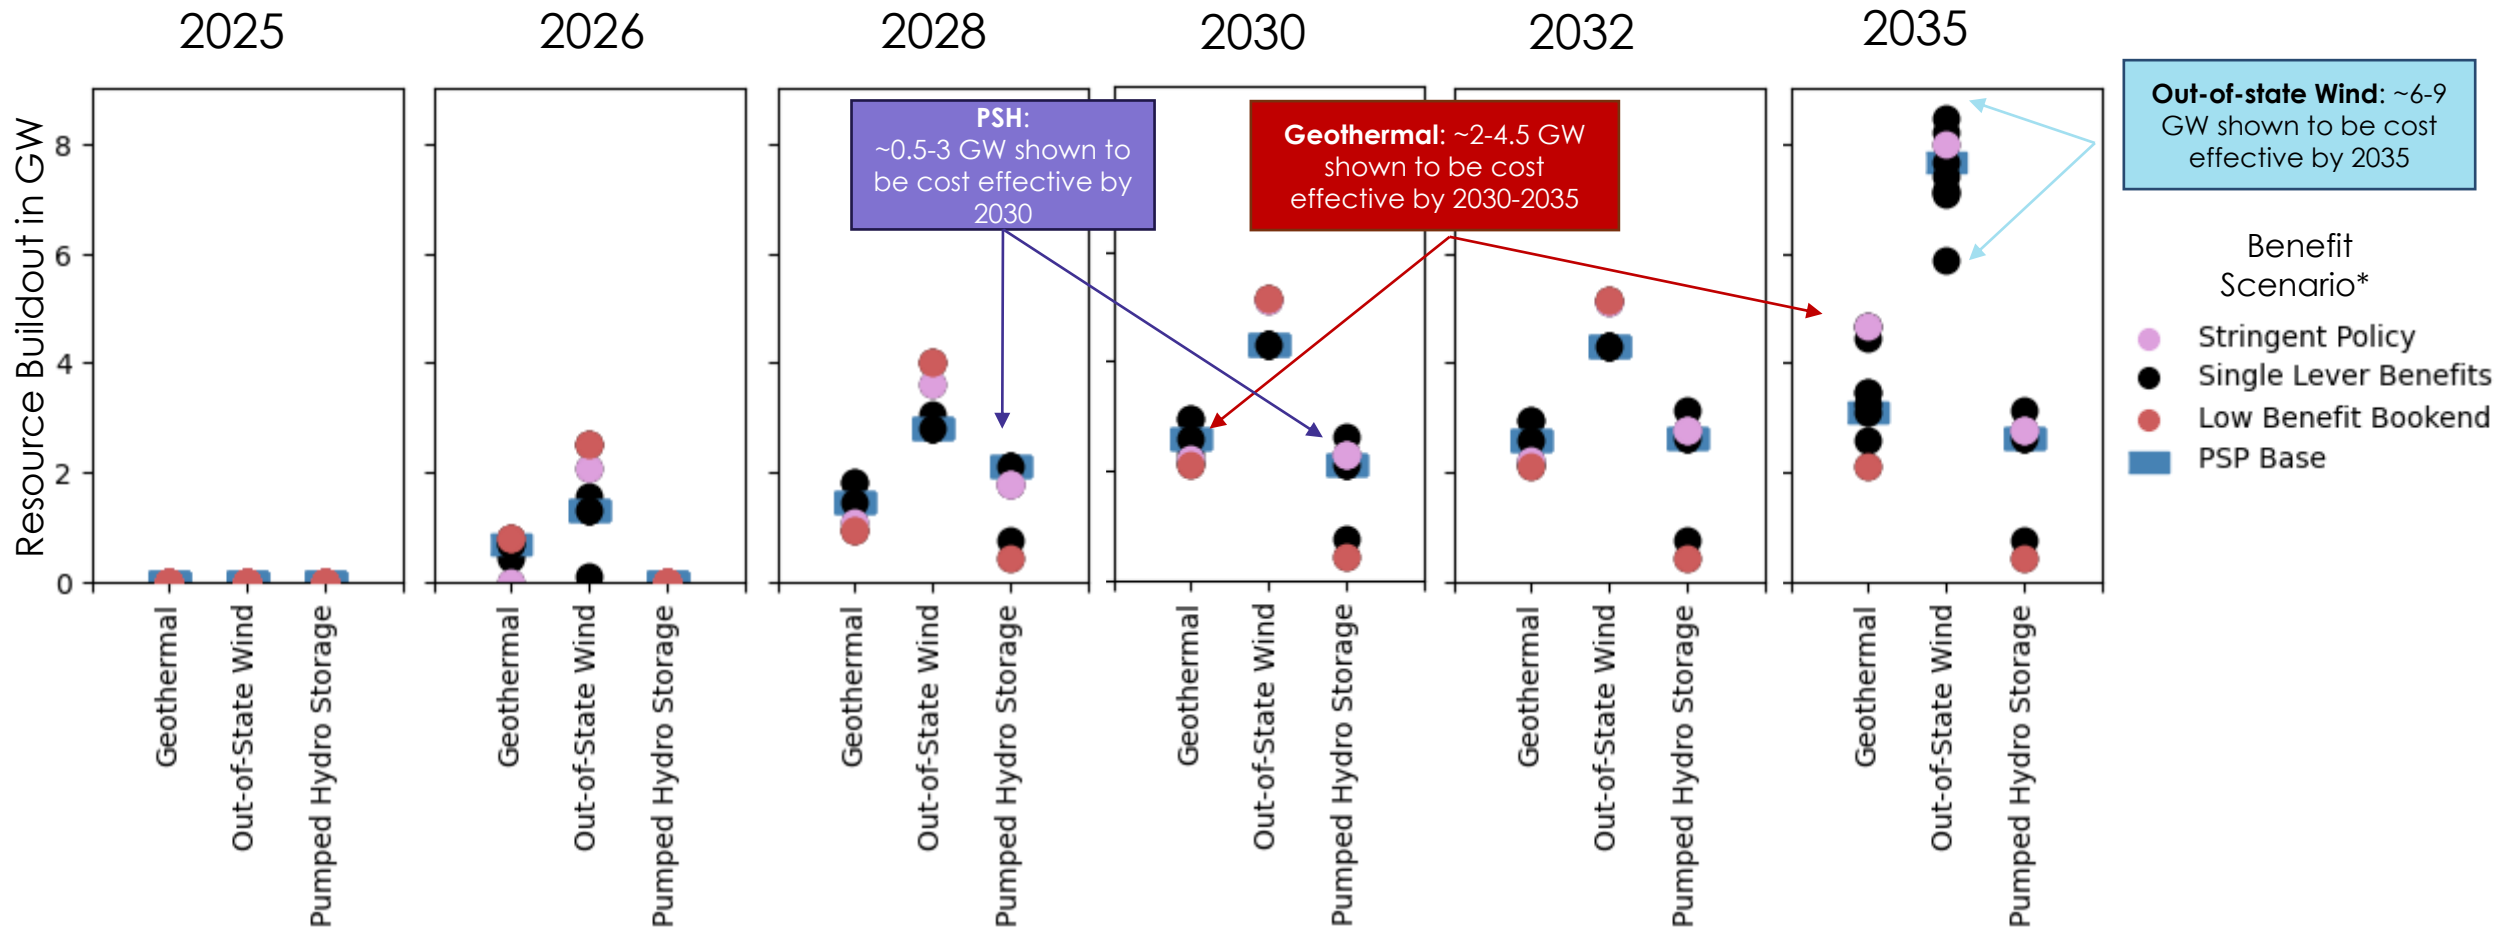 2025
2026
2028
2030
2032
2035
Resource Buildout in GW
8
6
4
2
0
PSH:
~0.5-3 GW shown to
be cost effective by
2030
Geothermal: ~2-4.5 GW
shown to be cost
effective by 2030-2035
Out-of-state Wind: ~6-9
GW shown to be cost
effective by 2035
Benefit
Scenario*
Stringent Policy
Single Lever Benefits
Low Benefit Bookend
PSP Base
Geothermal
Out-of-State Wind
Pumped Hydro Storage
Geothermal
Out-of-State Wind
Pumped Hydro Storage
Geothermal
Out-of-State Wind
Pumped Hydro Storage
Geothermal
Out-of-State Wind
Pumped Hydro Storage
Geothermal
Out-of-State Wind
Pumped Hydro Storage
Geothermal
Out-of-State Wind
Pumped Hydro Storage